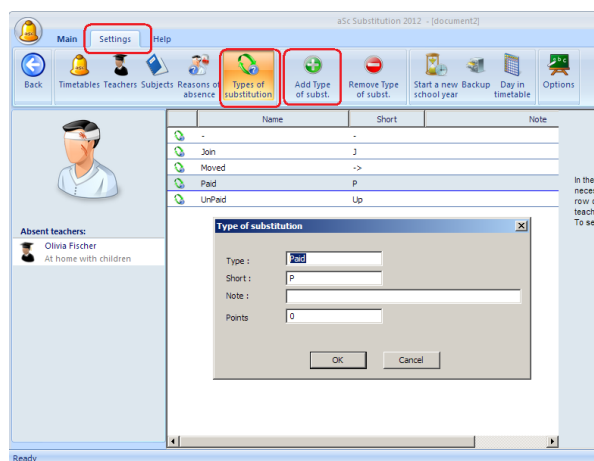 aSc Substitution 2012 - [document2]
Main Settings Help
Back Timetables Teachers Subjects Reasons of absence Types of substitution Add Type of subst. Remove Type of subst. Start a new school year Backup Day in timetable Options
Name Short Note
- -
Join J
Moved ->
Paid P
UnPaid Up
In the
neces
row o
teach
To se
Absent teachers:
Olivia Fischer
At home with children
Type of substitution
Type : Paid
Short : P
Note :
Points 0
OK Cancel
Ready